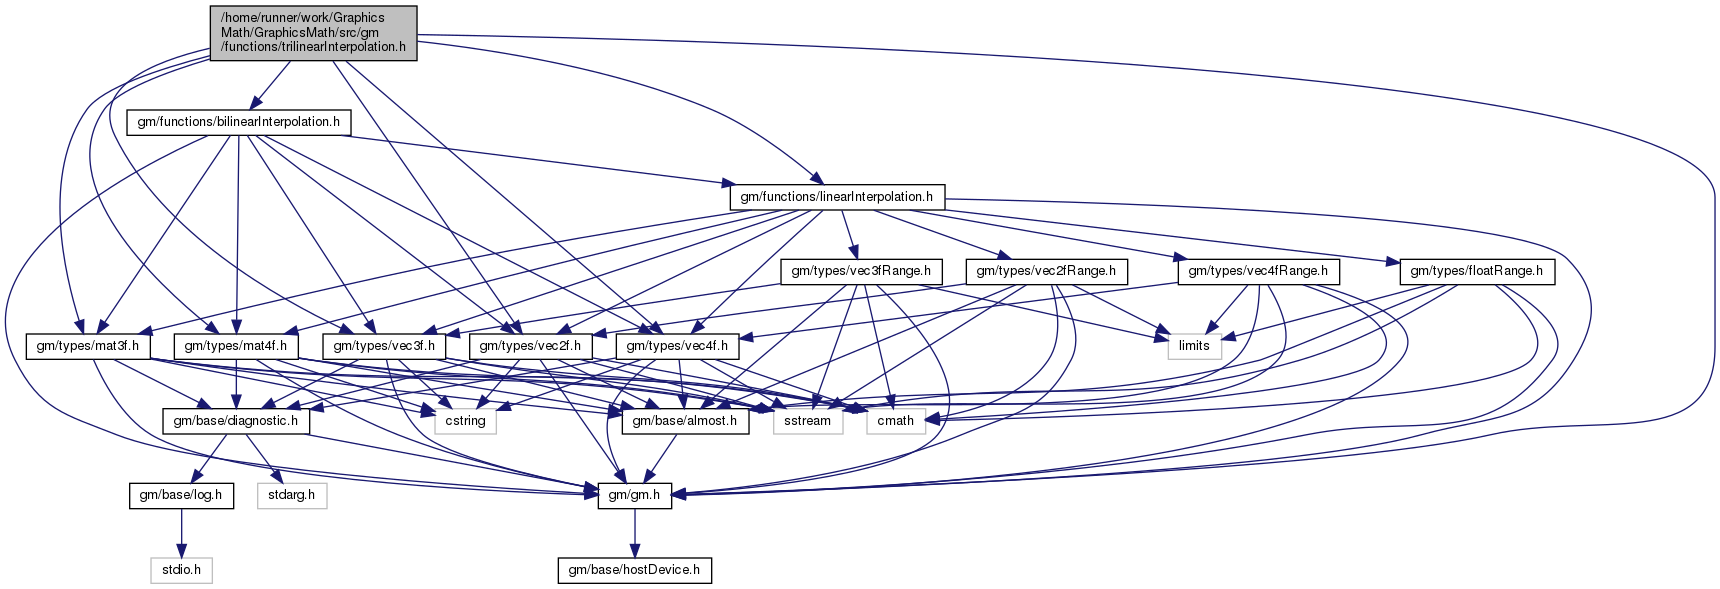 /home/runner/work/Graphics
Math/GraphicsMath/src/gm
/functions/trilinearInterpolation.h
gm/functions/bilinearInterpolation.h
gm/functions/linearInterpolation.h
gm/types/vec3fRange.h
gm/types/vec2fRange.h
gm/types/vec4fRange.h
gm/types/floatRange.h
gm/types/mat3f.h
gm/types/mat4f.h
gm/types/vec3f.h
gm/types/vec2f.h
gm/types/vec4f.h
limits
gm/base/diagnostic.h
cstring
gm/base/almost.h
sstream
cmath
gm/base/log.h
stdarg.h
gm/gm.h
stdio.h
gm/base/hostDevice.h